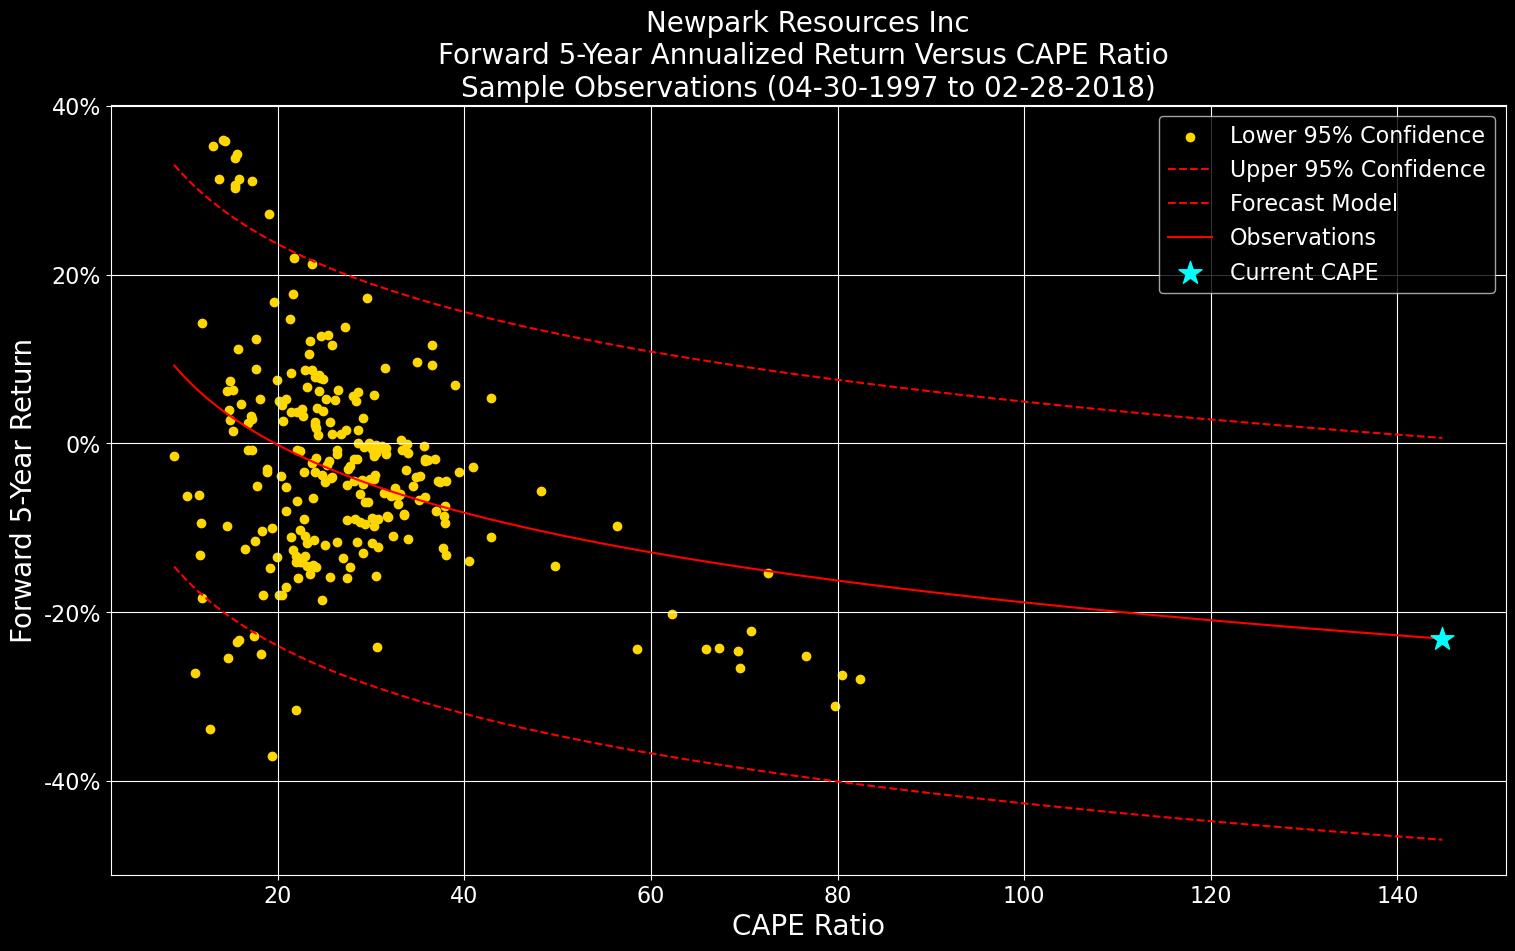 Newpark Resources Inc
Forward 5-Year Annualized Return Versus CAPE Ratio
Sample Observations (04-30-1997 to 02-28-2018)
40%
20%
0%
-20%
-40%
Forward 5-Year Return
Lower 95% Confidence
Upper 95% Confidence
Forecast Model
Observations
Current CAPE
20 40 60 80 100 120 140
CAPE Ratio